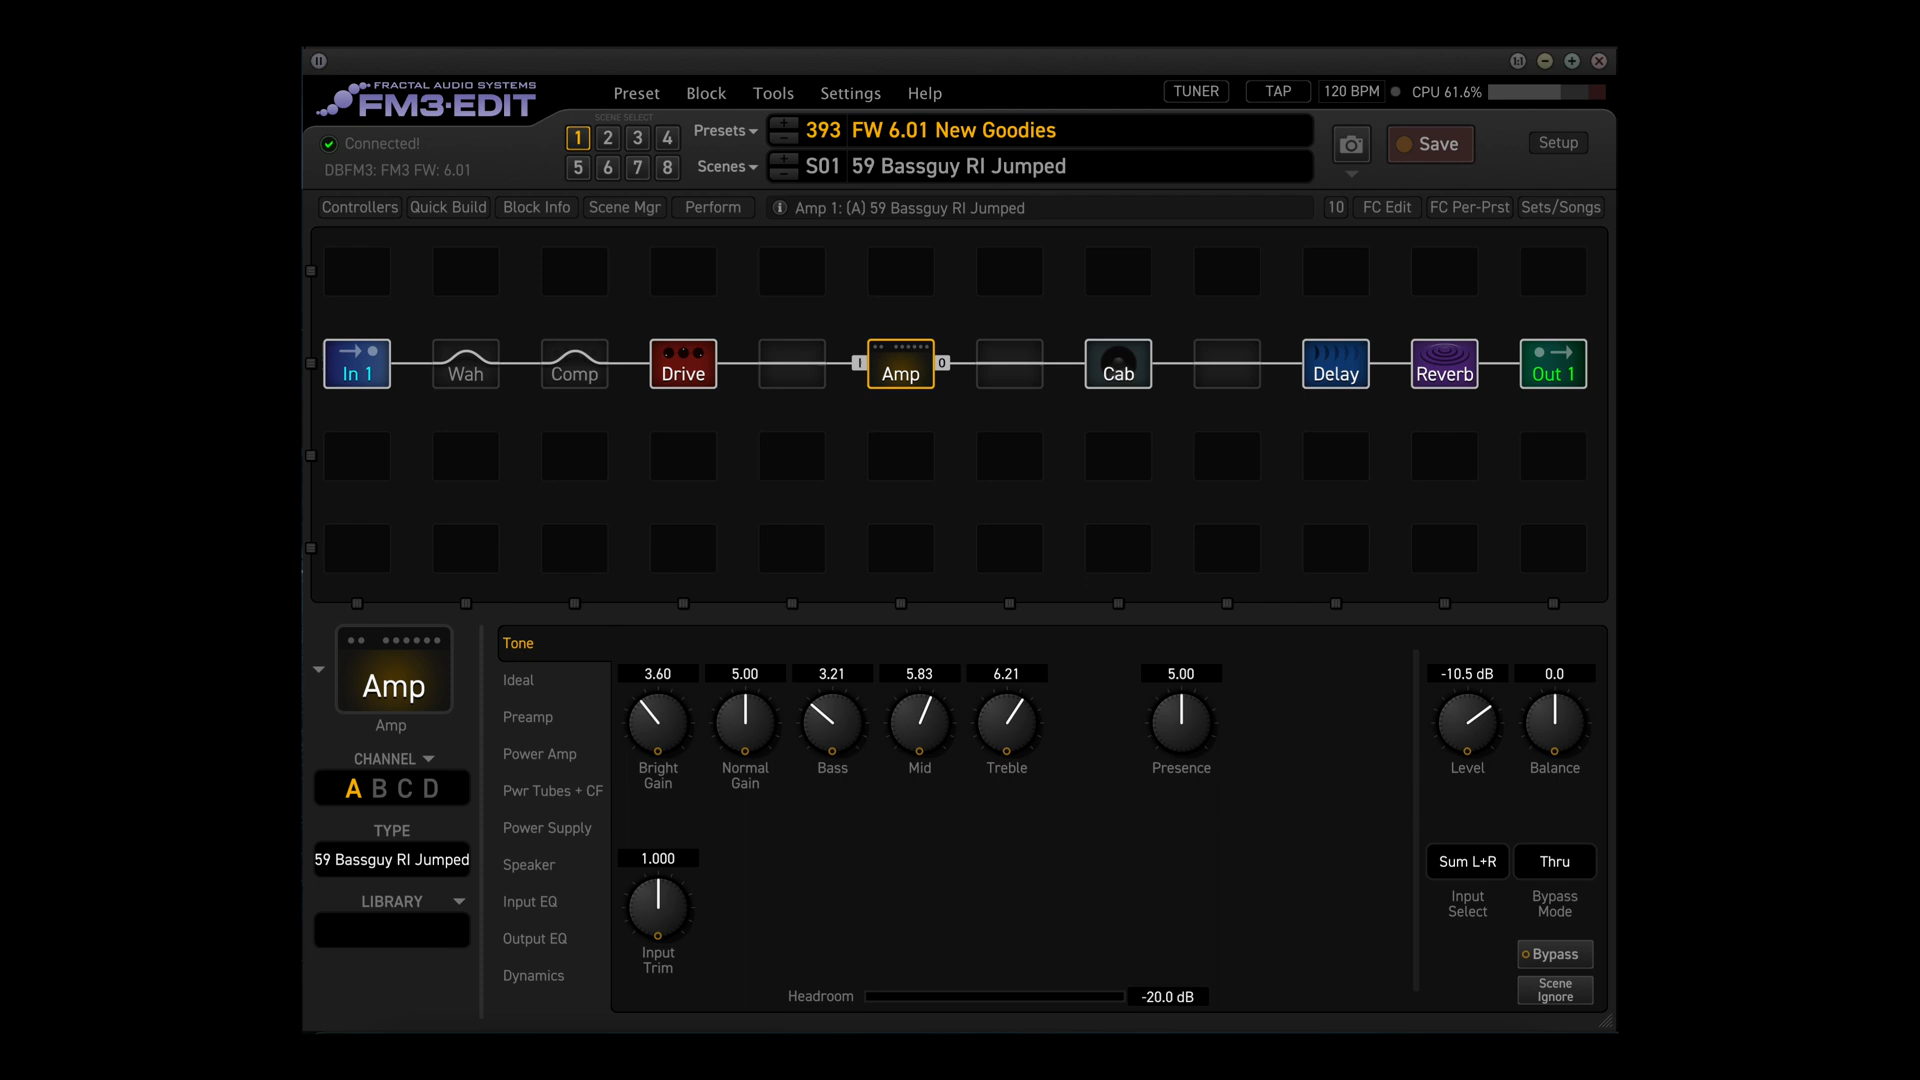 FRACTAL AUDIO SYSTEMS
FM3·EDIT
Preset Block Tools Settings Help
TUNER TAP 120 BPM CPU 61.6%
SCENE SELECT
1 2 3 4
5 6 7 8
Presets 393 FW 6.01 New Goodies
Scenes S01 59 Bassguy RI Jumped
Save
Setup
Connected!
DBFM3: FM3 FW: 6.01
Controllers Quick Build Block Info Scene Mgr Perform
Amp 1: (A) 59 Bassguy RI Jumped
10 FC Edit FC Per-Prst Sets/Songs
In 1 Wah Comp Drive I Amp O Cab Delay Reverb Out 1
Amp
Amp
CHANNEL
A B C D
TYPE
59 Bassguy RI Jumped
LIBRARY
Tone
Ideal
Preamp
Power Amp
Pwr Tubes + CF
Power Supply
Speaker
Input EQ
Output EQ
Dynamics
3.60 5.00 3.21 5.83 6.21 5.00
Bright Gain
Normal Gain
Bass
Mid
Treble
Presence
1.000
Input Trim
Headroom -20.0 dB
-10.5 dB 0.0
Level Balance
Sum L+R Thru
Input Select
Bypass Mode
Bypass
Scene Ignore